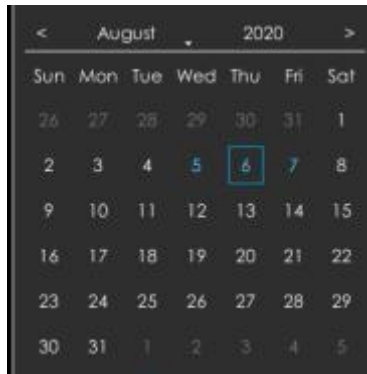 < August 2020 >
Sun Mon Tue Wed Thu Fri Sat
26 27 28 29 30 31 1
2 3 4 5 6 7 8
9 10 11 12 13 14 15
16 17 18 19 20 21 22
23 24 25 26 27 28 29
30 31 1 2 3 4 5